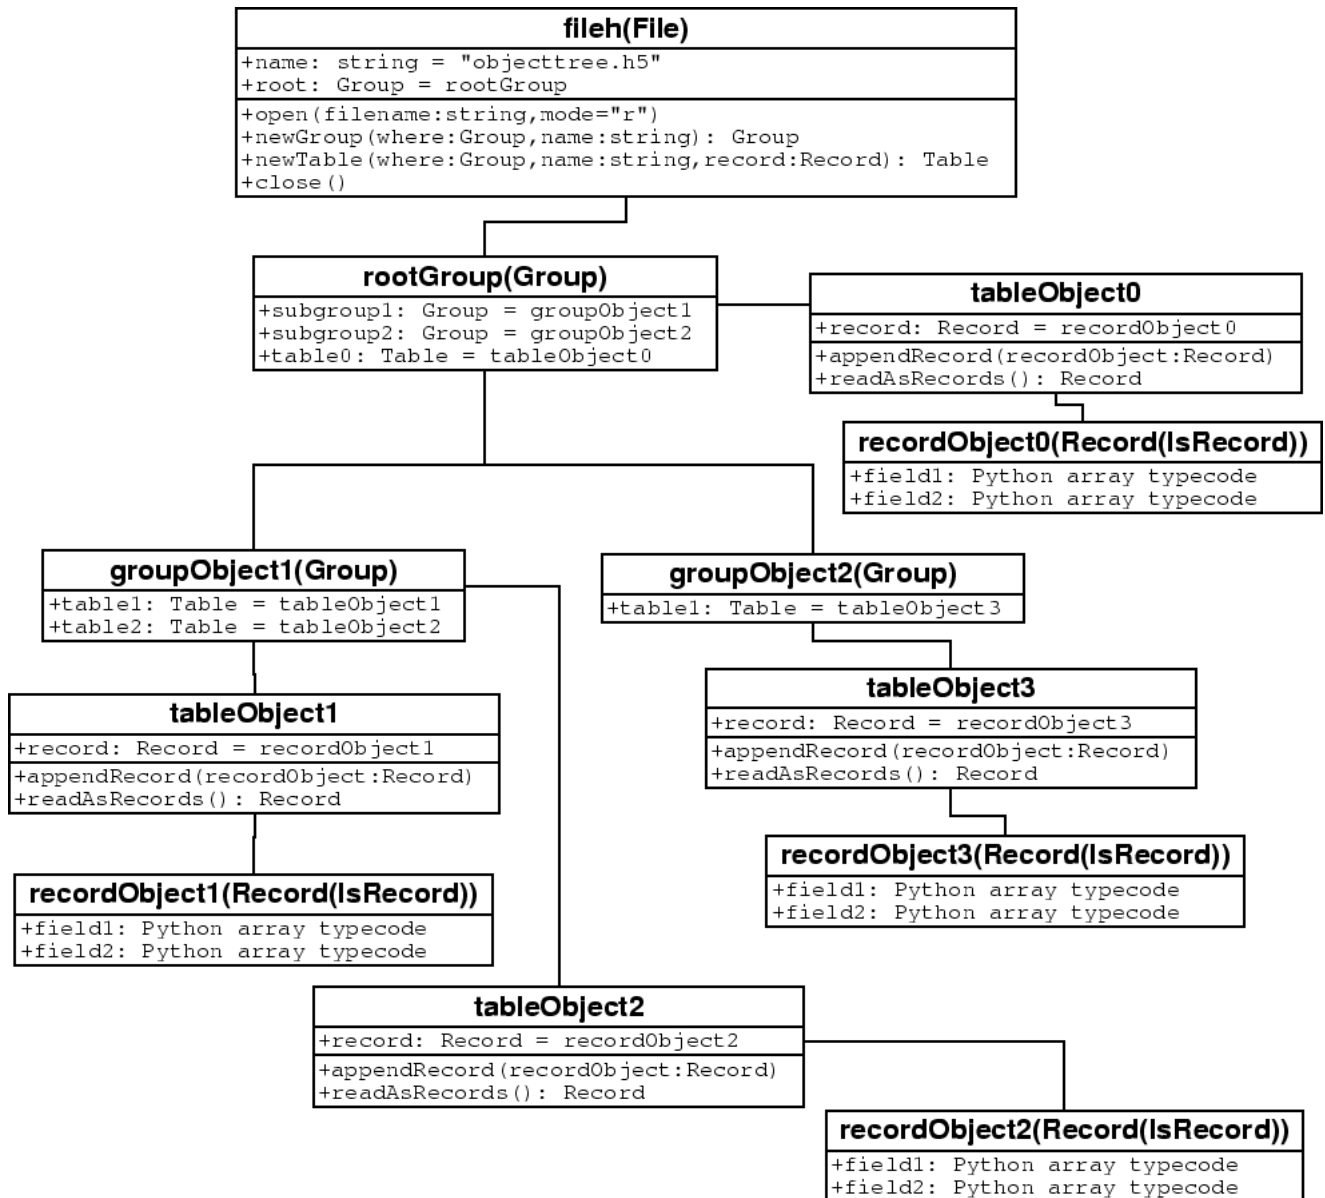 fileh(File)
+name: string = "objecttree.h5"
+root: Group = rootGroup
+open(filename:string,mode="r")
+newGroup(where:Group,name:string): Group
+newTable(where:Group,name:string,record:Record): Table
+close()
rootGroup(Group)
+subgroup1: Group = groupObject1
+subgroup2: Group = groupObject2
+table0: Table = tableObject0
tableObject0
+record: Record = recordObject0
+appendRecord(recordObject:Record)
+readAsRecords(): Record
recordObject0(Record(IsRecord))
+field1: Python array typecode
+field2: Python array typecode
groupObject1(Group)
+table1: Table = tableObject1
+table2: Table = tableObject2
groupObject2(Group)
+table1: Table = tableObject3
tableObject1
+record: Record = recordObject1
+appendRecord(recordObject:Record)
+readAsRecords(): Record
tableObject3
+record: Record = recordObject3
+appendRecord(recordObject:Record)
+readAsRecords(): Record
recordObject1(Record(IsRecord))
+field1: Python array typecode
+field2: Python array typecode
recordObject3(Record(IsRecord))
+field1: Python array typecode
+field2: Python array typecode
tableObject2
+record: Record = recordObject2
+appendRecord(recordObject:Record)
+readAsRecords(): Record
recordObject2(Record(IsRecord))
+field1: Python array typecode
+field2: Python array typecode